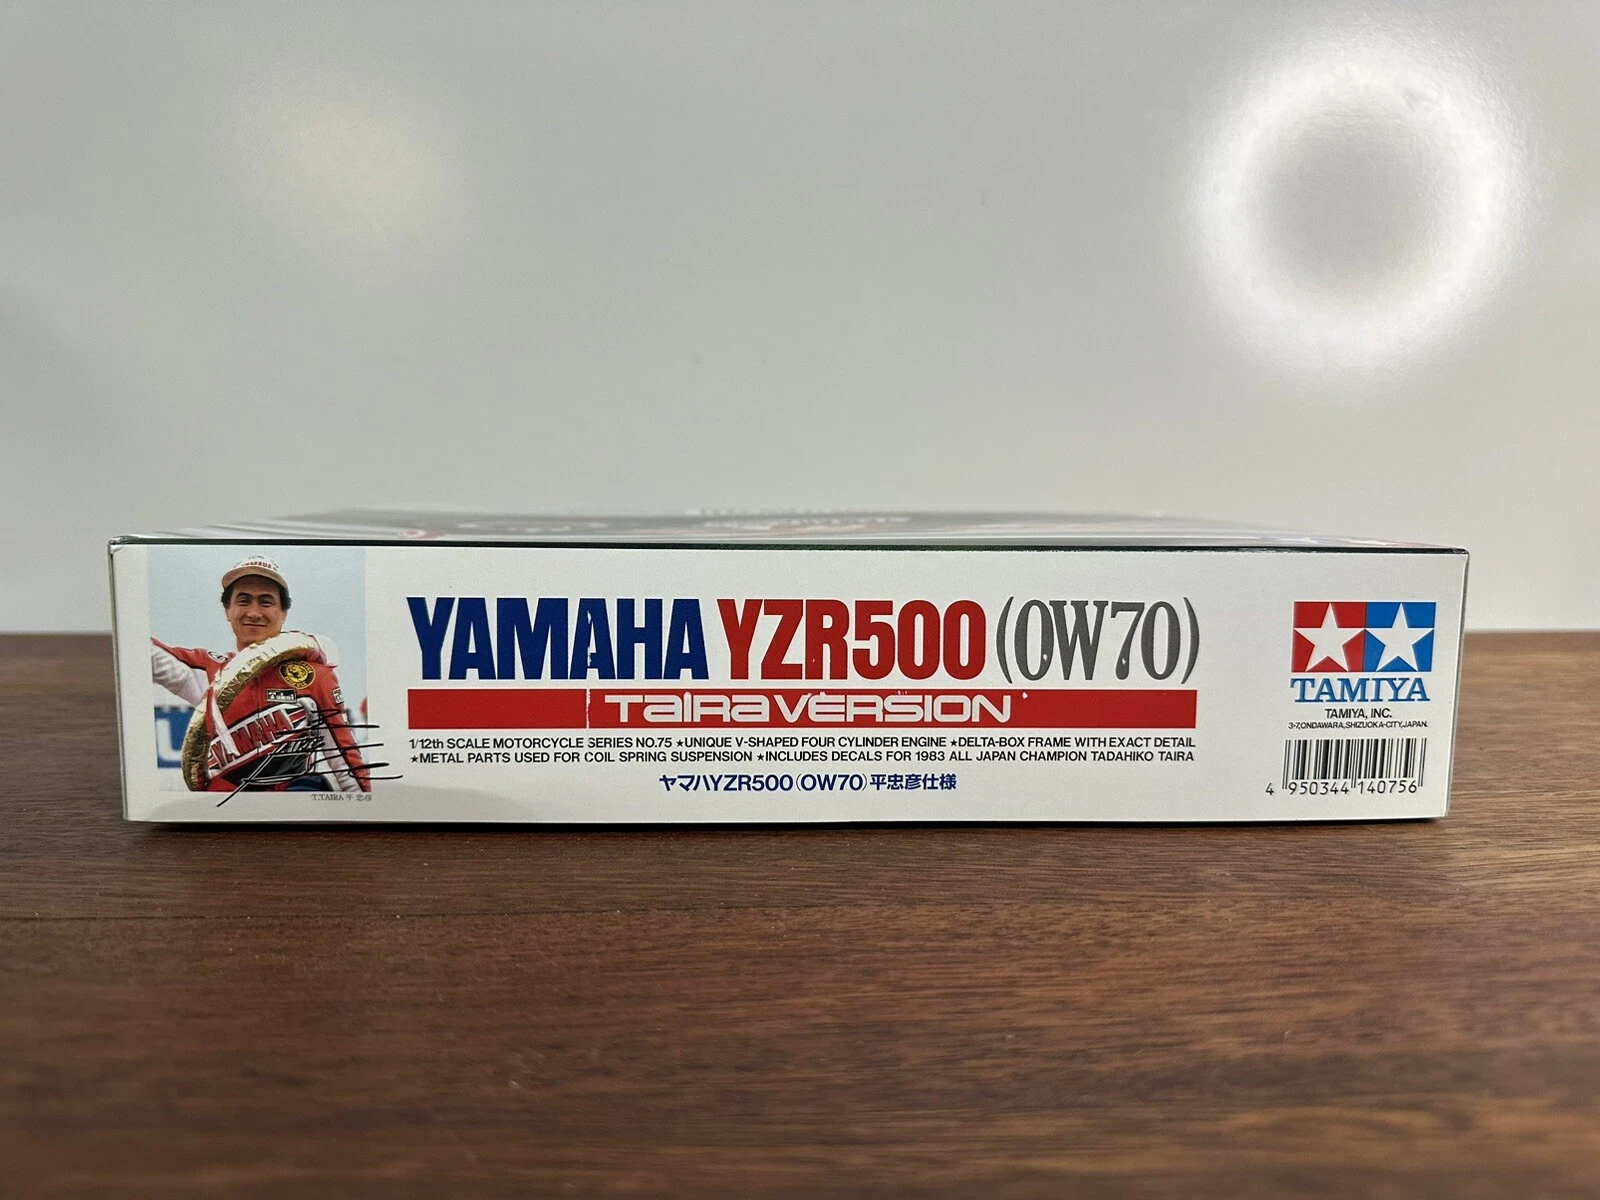 YAMAHA YZR500 (OW70)
TAIRA VERSION
1/12th SCALE MOTORCYCLE SERIES NO.75 ★UNIQUE V-SHAPED FOUR CYLINDER ENGINE ★DELTA-BOX FRAME WITH EXACT DETAIL
★METAL PARTS USED FOR COIL SPRING SUSPENSION ★INCLUDES DECALS FOR 1983 ALL JAPAN CHAMPION TADAHIKO TAIRA
ヤマハYZR500(OW70)平忠彦仕様
YAMAHA
T.TAIRA 平 忠彦
TAMIYA
TAMIYA, INC.
3-7,ONDAWARA,SHIZUOKA-CITY,JAPAN.
4 950344 140756